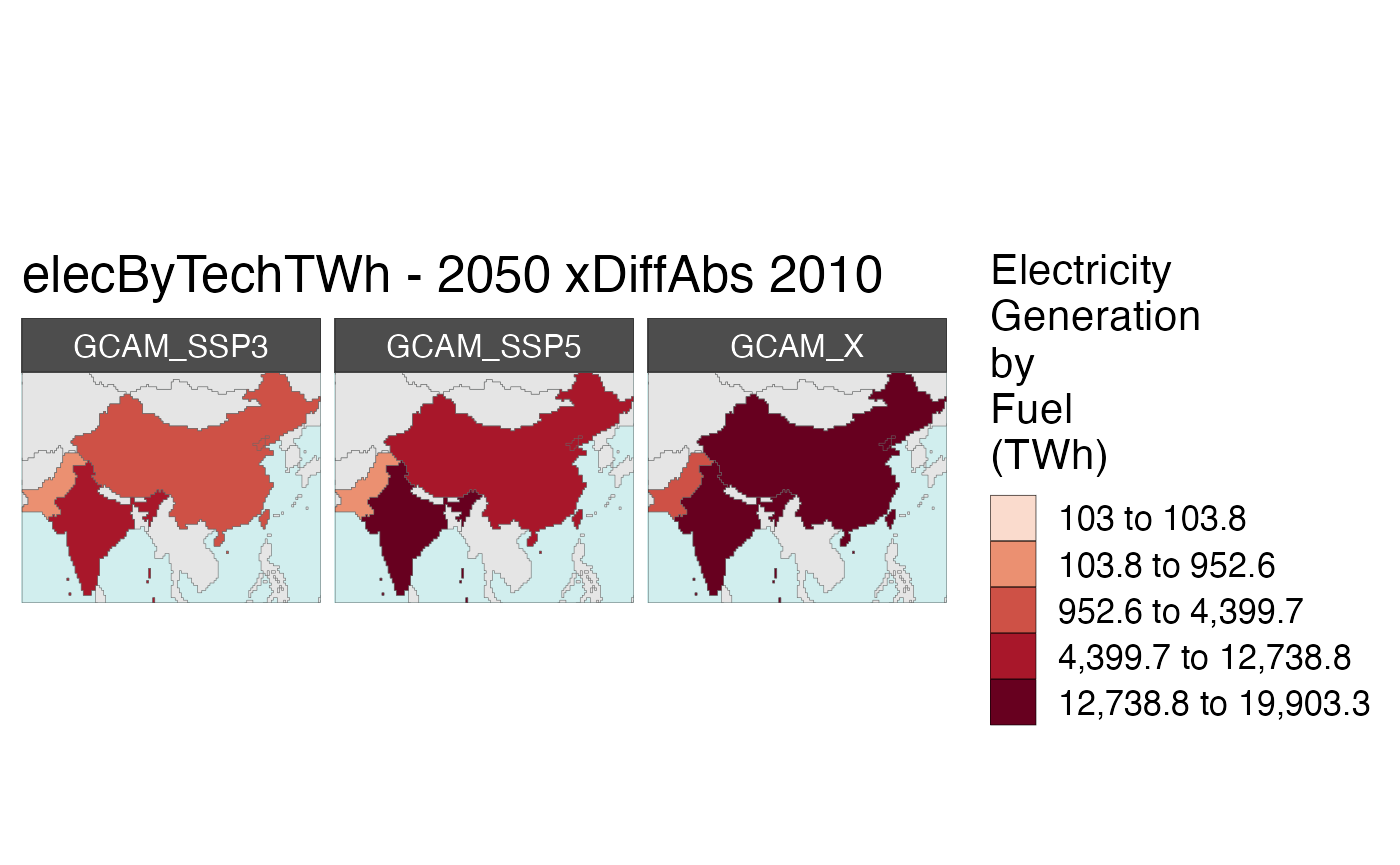 elecByTechTWh - 2050 xDiffAbs 2010
GCAM_SSP3
GCAM_SSP5
GCAM_X
Electricity
Generation
by
Fuel
(TWh)
103 to 103.8
103.8 to 952.6
952.6 to 4,399.7
4,399.7 to 12,738.8
12,738.8 to 19,903.3